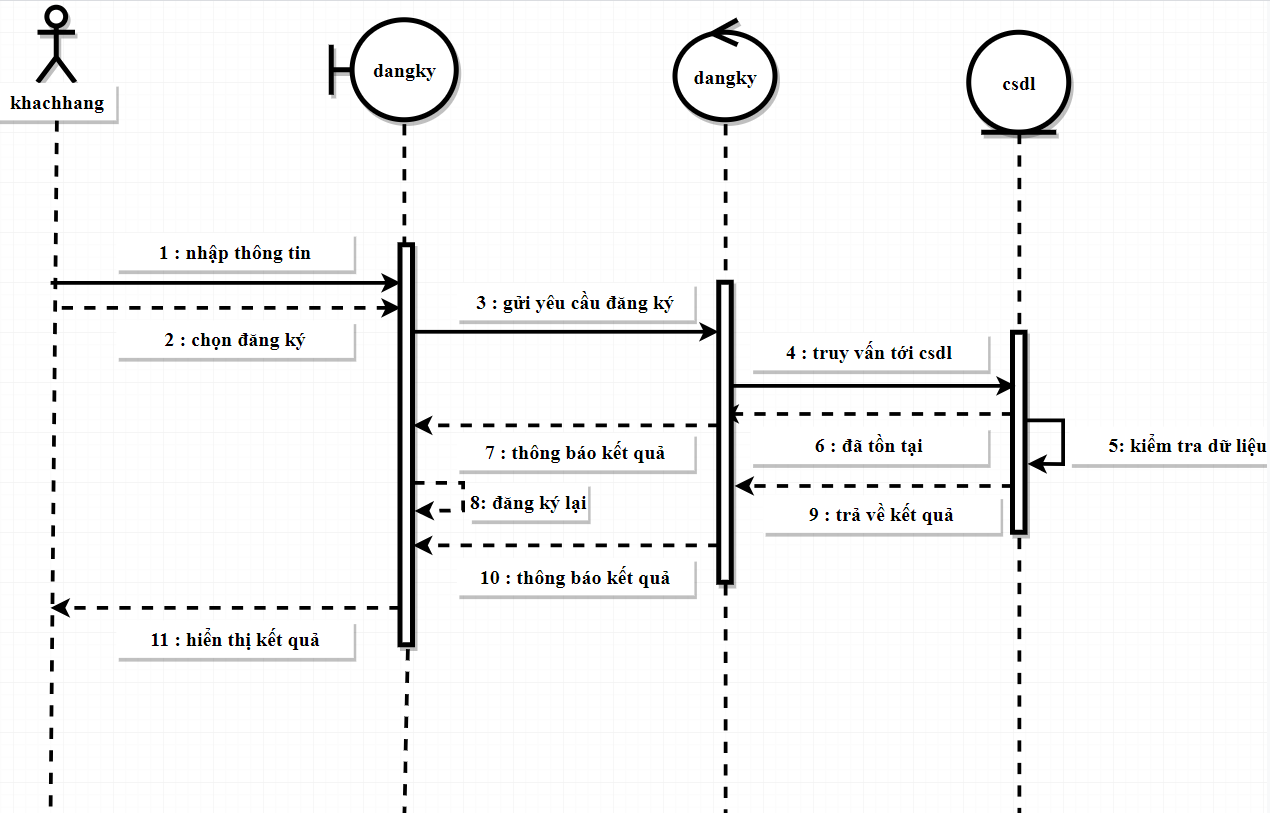 khachhang
dangky
dangky
csdl
1 : nhập thông tin
2 : chọn đăng ký
3 : gửi yêu cầu đăng ký
4 : truy vấn tới csdl
5: kiểm tra dữ liệu
6 : đã tồn tại
7 : thông báo kết quả
8: đăng ký lại
9 : trả về kết quả
10 : thông báo kết quả
11 : hiển thị kết quả